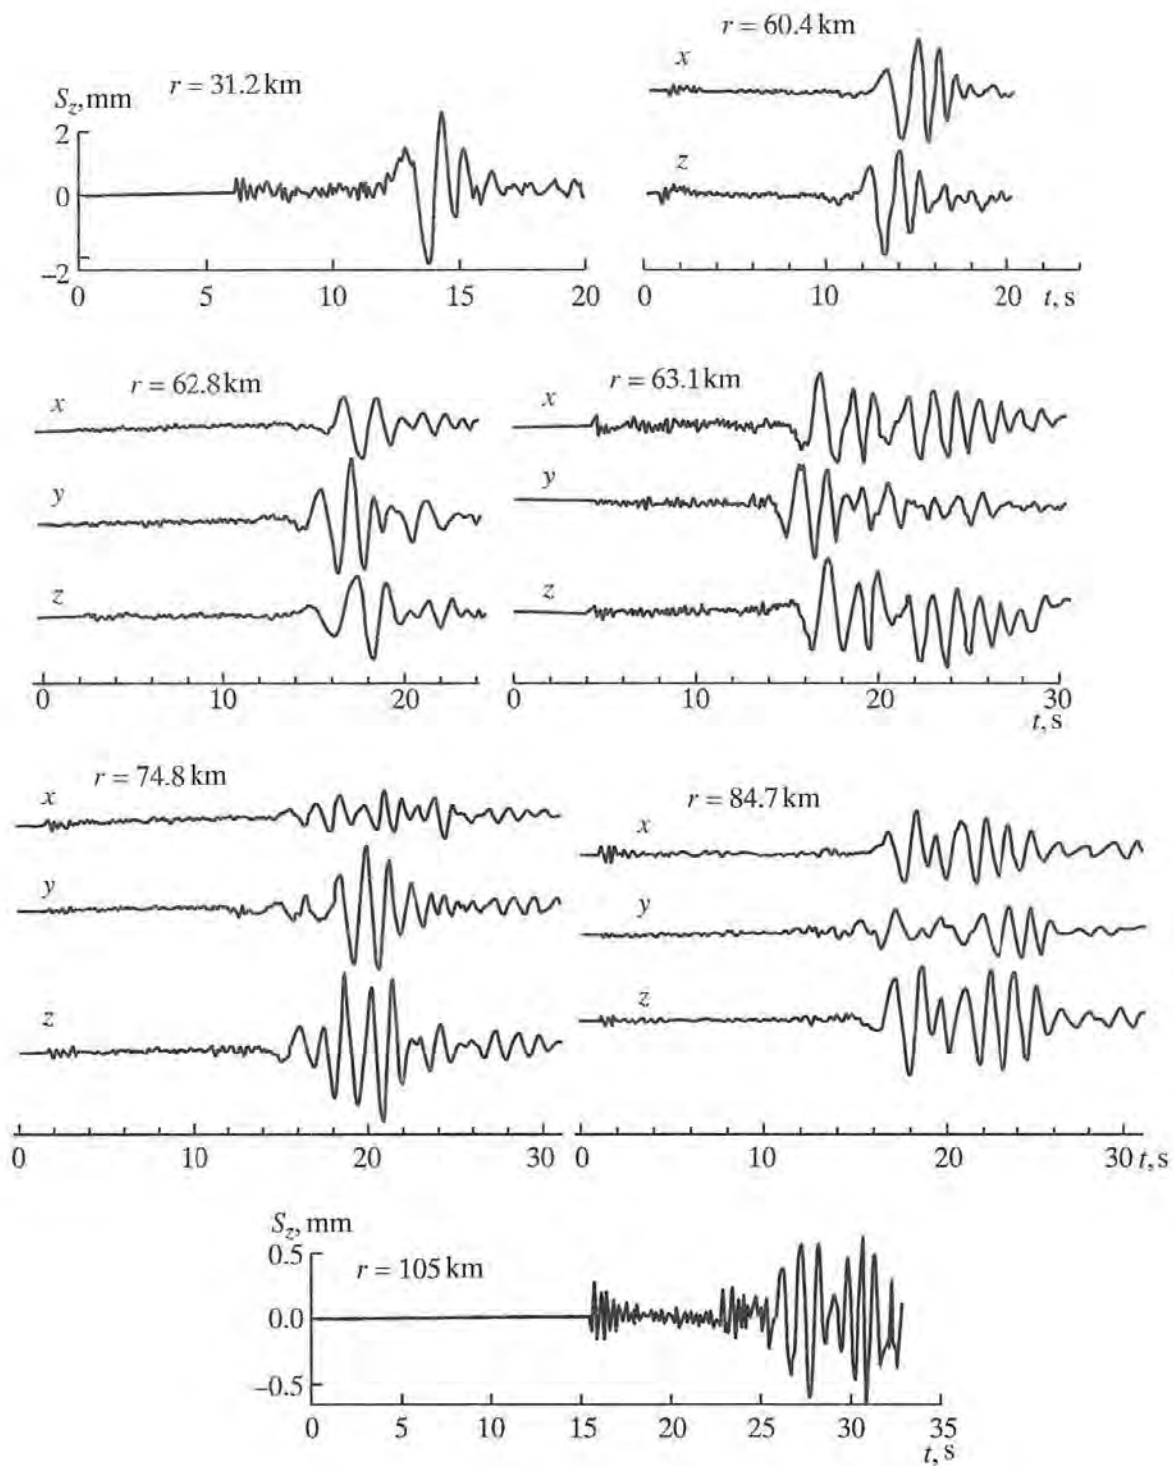 r = 31.2 km
S_z, mm
2
0
−2
0 5 10 15 20
r = 60.4 km
x
z
0 10 20 t, s
r = 62.8 km
x
y
z
0 10 20
r = 63.1 km
x
y
z
0 10 20 30
t, s
r = 74.8 km
x
y
z
0 10 20 30
r = 84.7 km
x
y
z
0 10 20 30 t, s
S_z, mm
0.5
r = 105 km
0.0
−0.5
0 5 10 15 20 25 30 35
t, s